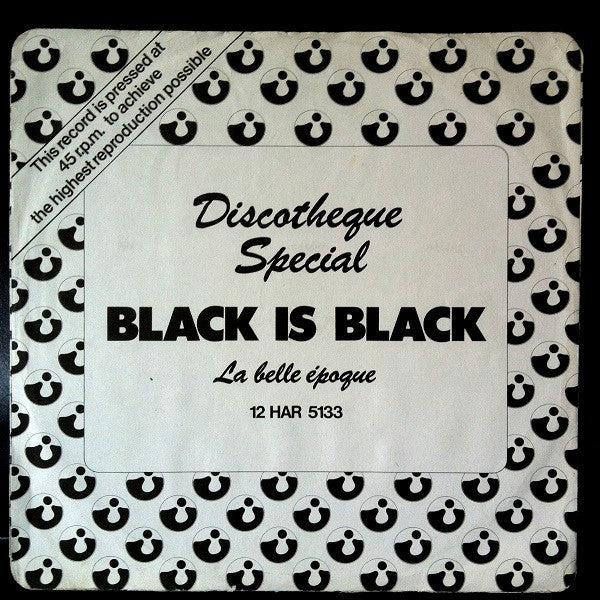 This record is pressed at
45 r.p.m. to achieve
the highest reproduction possible
Discotheque
Special
BLACK IS BLACK
La belle époque
12 HAR 5133